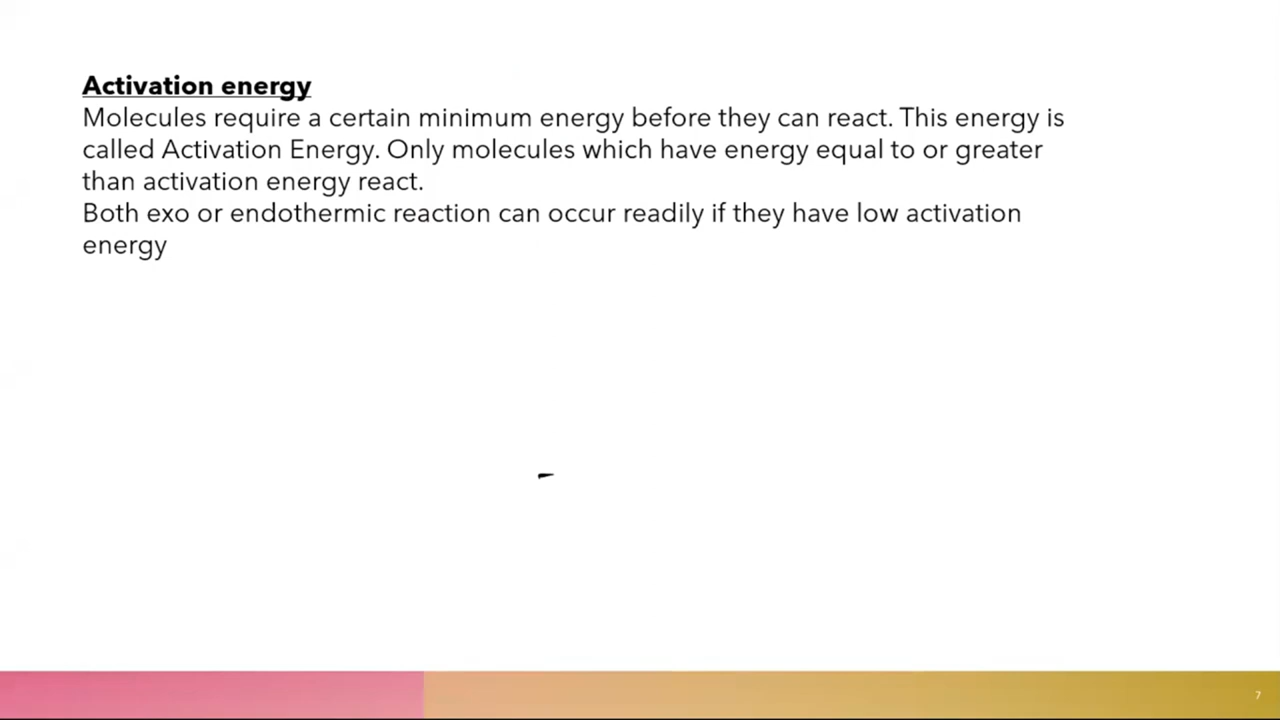 Activation energy
Molecules require a certain minimum energy before they can react. This energy is
called Activation Energy. Only molecules which have energy equal to or greater
than activation energy react.
Both exo or endothermic reaction can occur readily if they have low activation
energy
7